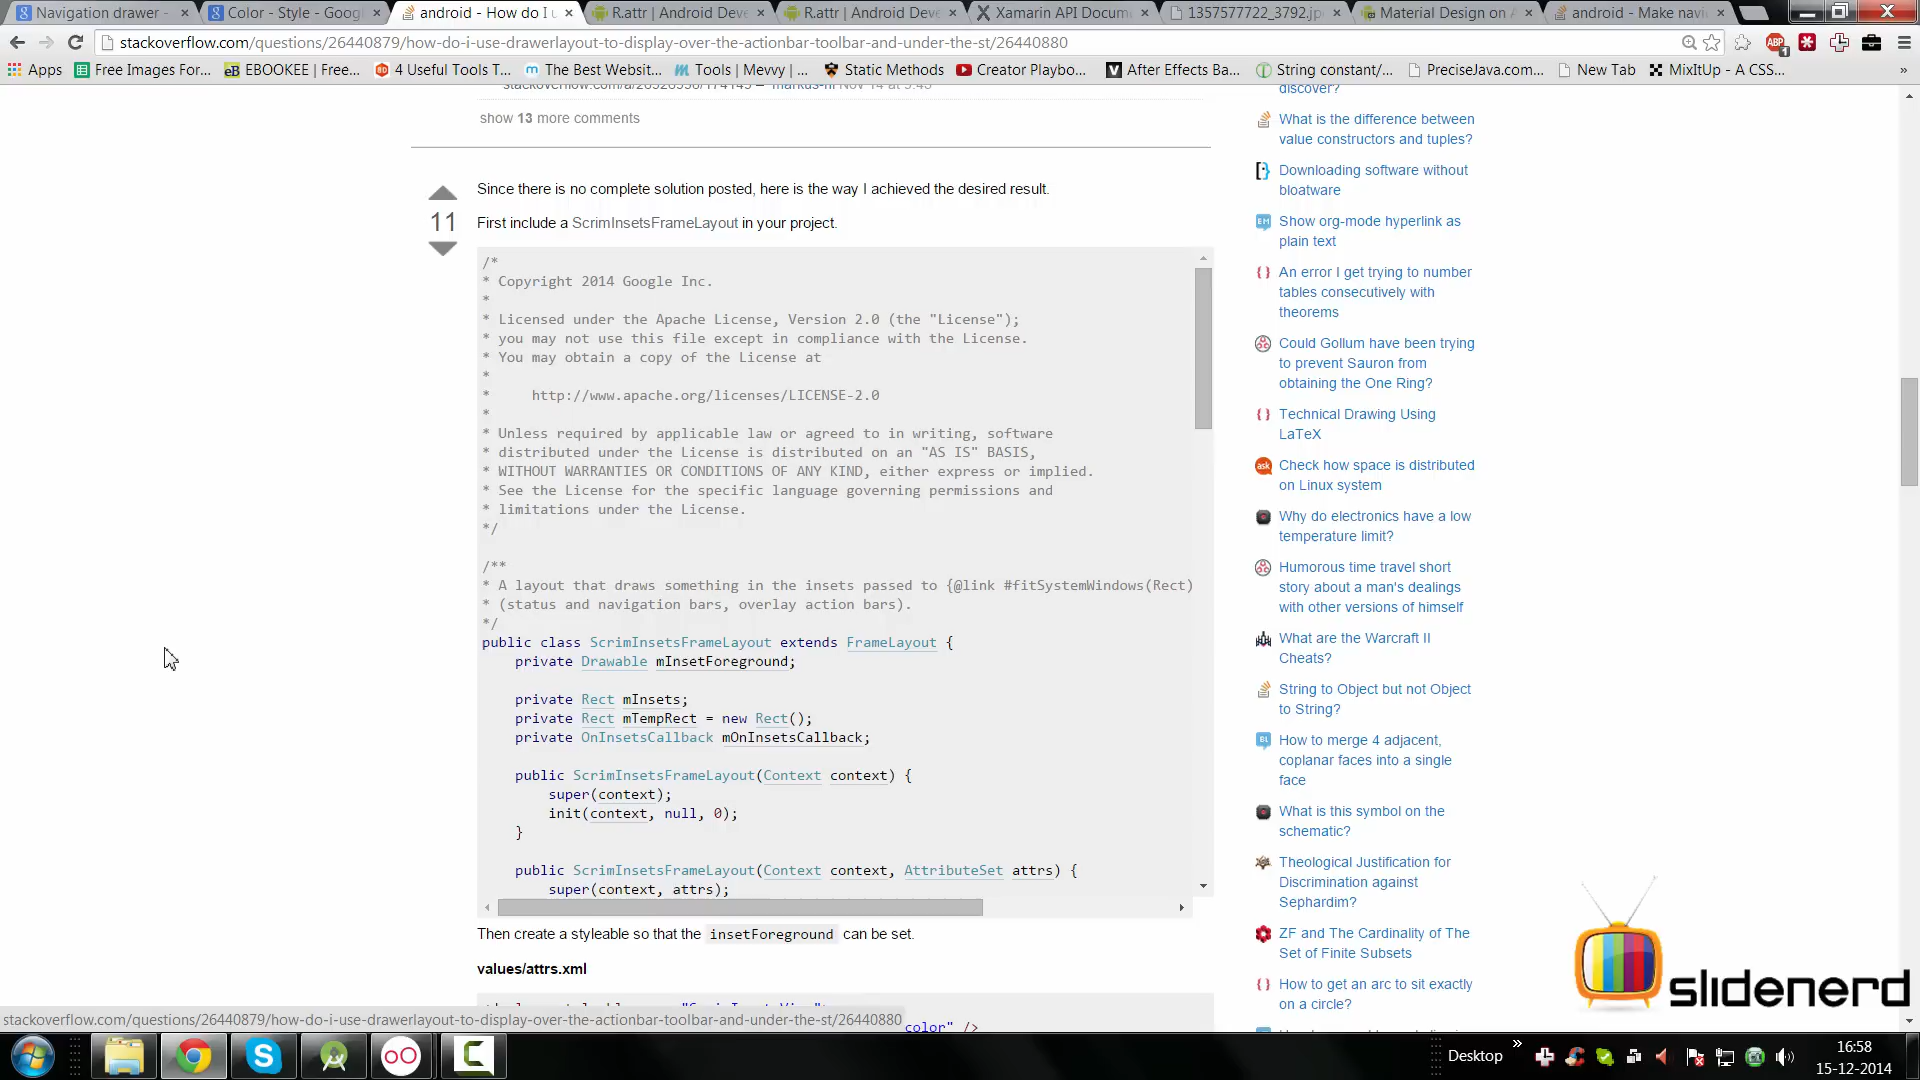 Navigation drawer -
Color - Style - Goog
android - How do I u
R.attr | Android Dev
R.attr | Android Dev
Xamarin API Docum
1357577722_3792.jp
Material Design on A
android - Make navi
stackoverflow.com/questions/26440879/how-do-i-use-drawerlayout-to-display-over-the-actionbar-toolbar-and-under-the-st/26440880
Apps
Free Images For...
EBOOKEE | Free...
4 Useful Tools T...
The Best Websit...
Tools | Mevvy | ...
Static Methods
Creator Playbo...
After Effects Ba...
String constant/...
PreciseJava.com...
New Tab
MixItUp - A CSS...
show 13 more comments
Since there is no complete solution posted, here is the way I achieved the desired result.
11
First include a ScrimInsetsFrameLayout in your project.
/*
* Copyright 2014 Google Inc.
*
* Licensed under the Apache License, Version 2.0 (the "License");
* you may not use this file except in compliance with the License.
* You may obtain a copy of the License at
*
* http://www.apache.org/licenses/LICENSE-2.0
*
* Unless required by applicable law or agreed to in writing, software
* distributed under the License is distributed on an "AS IS" BASIS,
* WITHOUT WARRANTIES OR CONDITIONS OF ANY KIND, either express or implied.
* See the License for the specific language governing permissions and
* limitations under the License.
*/
/**
* A layout that draws something in the insets passed to {@link #fitSystemWindows(Rect)
* (status and navigation bars, overlay action bars).
*/
public class ScrimInsetsFrameLayout extends FrameLayout {
private Drawable mInsetForeground;
private Rect mInsets;
private Rect mTempRect = new Rect();
private OnInsetsCallback mOnInsetsCallback;
public ScrimInsetsFrameLayout(Context context) {
super(context);
init(context, null, 0);
}
public ScrimInsetsFrameLayout(Context context, AttributeSet attrs) {
super(context, attrs);
Then create a styleable so that the insetForeground can be set.
values/attrs.xml
color" />
stackoverflow.com/questions/26440879/how-do-i-use-drawerlayout-to-display-over-the-actionbar-toolbar-and-under-the-st/26440880
discover?
What is the difference between
value constructors and tuples?
Downloading software without
bloatware
Show org-mode hyperlink as
plain text
An error I get trying to number
tables consecutively with
theorems
Could Gollum have been trying
to prevent Sauron from
obtaining the One Ring?
Technical Drawing Using
LaTeX
Check how space is distributed
on Linux system
Why do electronics have a low
temperature limit?
Humorous time travel short
story about a man's dealings
with other versions of himself
What are the Warcraft II
Cheats?
String to Object but not Object
to String?
How to merge 4 adjacent,
coplanar faces into a single
face
What is this symbol on the
schematic?
Theological Justification for
Discrimination against
Sephardim?
ZF and The Cardinality of The
Set of Finite Subsets
How to get an arc to sit exactly
on a circle?
slidenerd
Desktop
16:58
15-12-2014